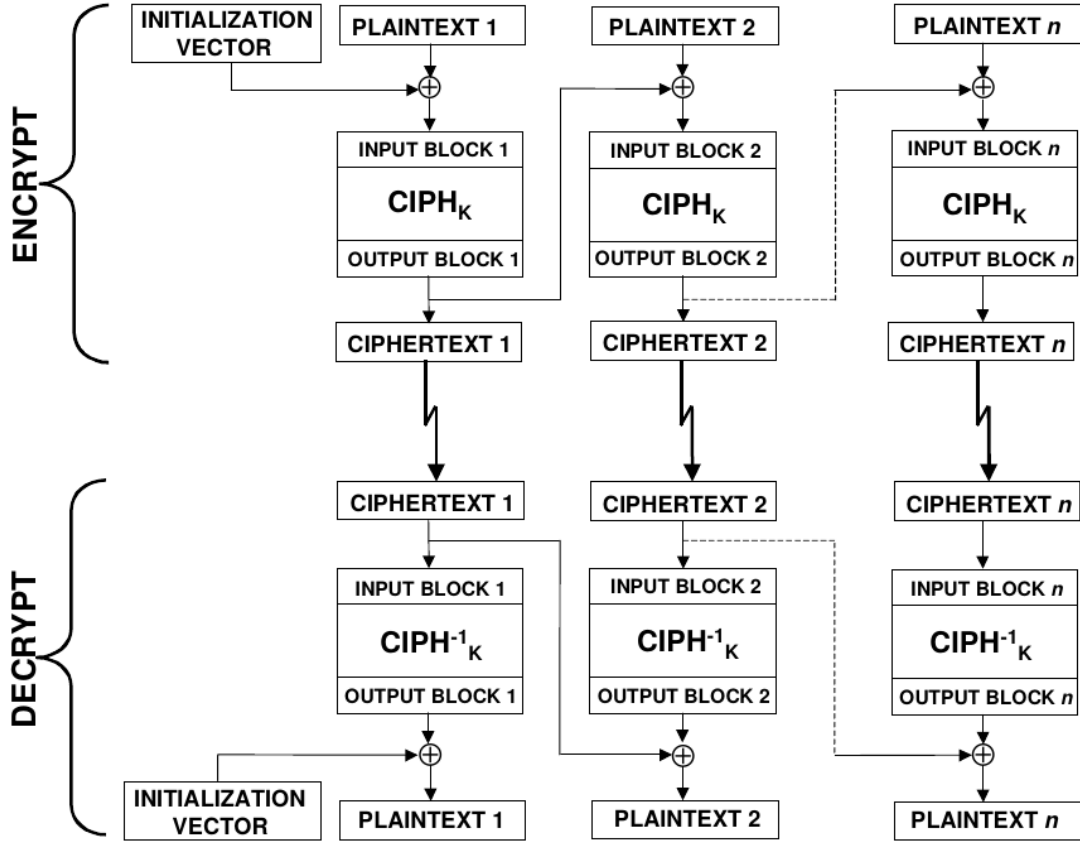 ENCRYPT
INITIALIZATION
VECTOR
PLAINTEXT 1
PLAINTEXT 2
PLAINTEXT n
INPUT BLOCK 1
INPUT BLOCK 2
INPUT BLOCK n
CIPHK
CIPHK
CIPHK
OUTPUT BLOCK 1
OUTPUT BLOCK 2
OUTPUT BLOCK n
CIPHERTEXT 1
CIPHERTEXT 2
CIPHERTEXT n
DECRYPT
CIPHERTEXT 1
CIPHERTEXT 2
CIPHERTEXT n
INPUT BLOCK 1
INPUT BLOCK 2
INPUT BLOCK n
CIPH-1K
CIPH-1K
CIPH-1K
OUTPUT BLOCK 1
OUTPUT BLOCK 2
OUTPUT BLOCK n
INITIALIZATION
VECTOR
PLAINTEXT 1
PLAINTEXT 2
PLAINTEXT n